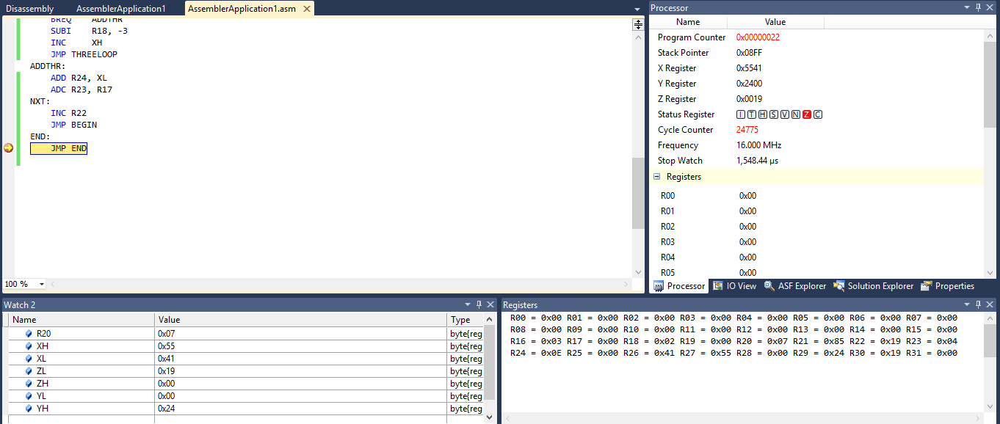 Disassembly AssemblerApplication1 AssemblerApplication1.asm
BREQ ADDTHR
SUBI R18, -3
INC XH
JMP THREELOOP
ADDTHR:
ADD R24, XL
ADC R23, R17
NXT:
INC R22
JMP BEGIN
END:
JMP END
100 %
Processor
Name Value
Program Counter 0x00000022
Stack Pointer 0x08FF
X Register 0x5541
Y Register 0x2400
Z Register 0x0019
Status Register I T H S V N Z C
Cycle Counter 24775
Frequency 16.000 MHz
Stop Watch 1,548.44 µs
Registers
R00 0x00
R01 0x00
R02 0x00
R03 0x00
R04 0x00
R05 0x00
Processor IO View ASF Explorer Solution Explorer Properties
Watch 2
Name Value Type
R20 0x07 byte{reg
XH 0x55 byte{reg
XL 0x41 byte{reg
ZL 0x19 byte{reg
ZH 0x00 byte{reg
YL 0x00 byte{reg
YH 0x24 byte{reg
Registers
R00 = 0x00 R01 = 0x00 R02 = 0x00 R03 = 0x00 R04 = 0x00 R05 = 0x00 R06 = 0x00 R07 = 0x00
R08 = 0x00 R09 = 0x00 R10 = 0x00 R11 = 0x00 R12 = 0x00 R13 = 0x00 R14 = 0x00 R15 = 0x00
R16 = 0x03 R17 = 0x00 R18 = 0x02 R19 = 0x00 R20 = 0x07 R21 = 0x85 R22 = 0x19 R23 = 0x04
R24 = 0x0E R25 = 0x00 R26 = 0x41 R27 = 0x55 R28 = 0x00 R29 = 0x24 R30 = 0x19 R31 = 0x00